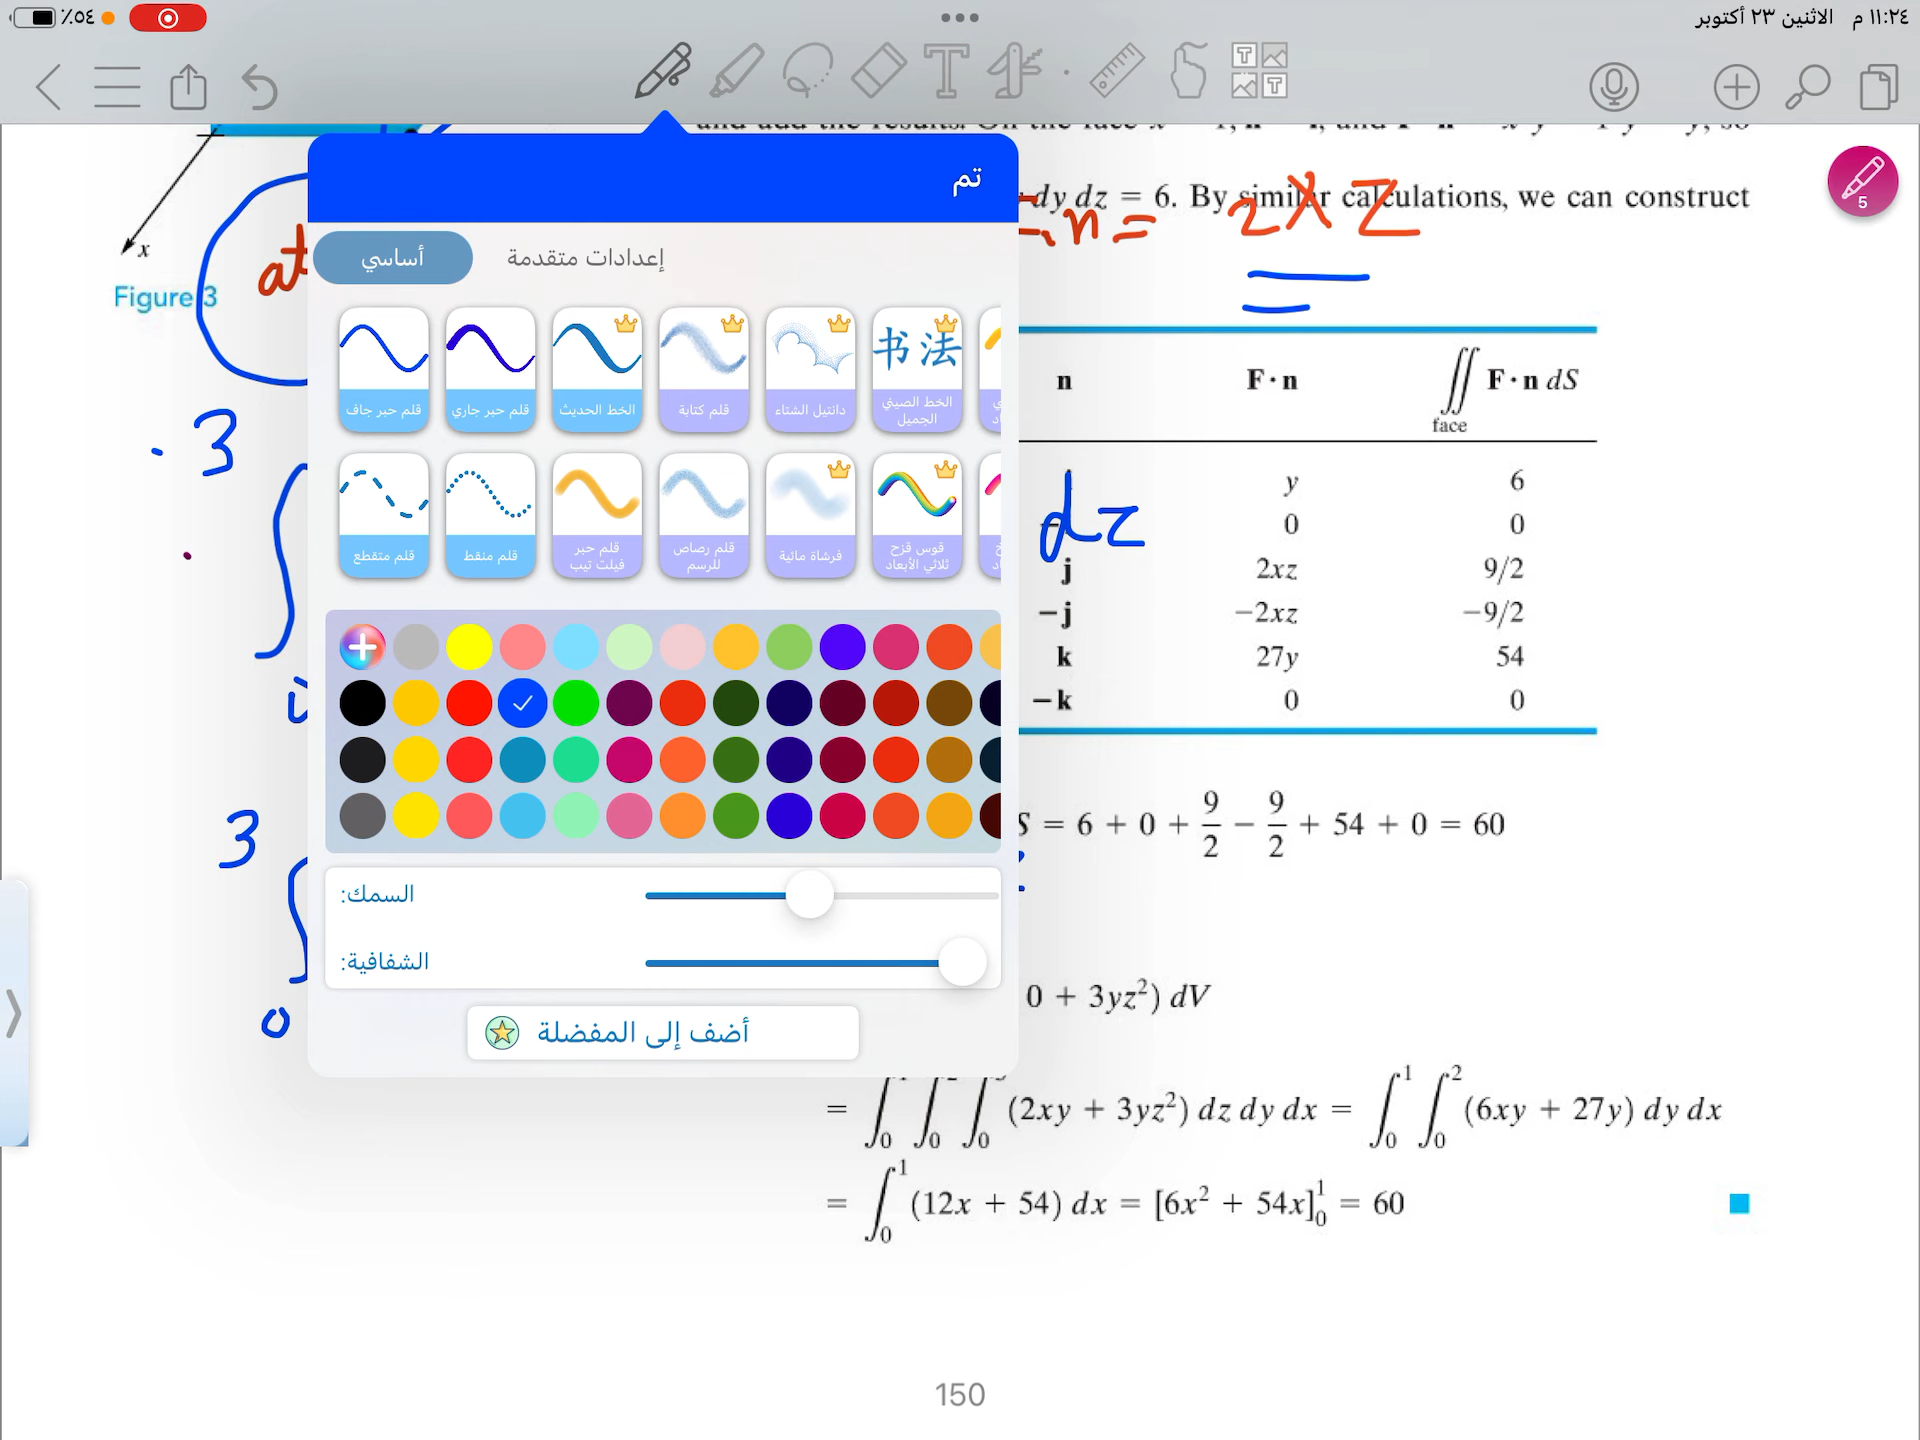 ٪٥٤
١١:٢٤ م الاثنين ٢٣ أكتوبر
5
dy dz = 6. By similar calculations, we can construct
n = 2xz
x
Figure 3
at
تم
أساسي
إعدادات متقدمة
قلم حبر جاف
قلم حبر جاري
الخط الحديث
قلم كتابة
دانتيل الشتاء
书法
الخط الصيني الجميل
قلم متقطع
قلم منقط
قلم حبر فيلت تيب
قلم رصاص للرسم
فرشاة مائية
قوس قزح ثلاثي الأبعاد
السمك:
الشفافية:
أضف إلى المفضلة
n F · n ∬face F · n dS
y 6
0 0
j 2xz 9/2
−j −2xz −9/2
k 27y 54
−k 0 0
3
dz
3
0
S = 6 + 0 + 9/2 − 9/2 + 54 + 0 = 60
0 + 3yz²) dV
= ∫₀ ∫₀ ∫₀ (2xy + 3yz²) dz dy dx = ∫₀¹ ∫₀² (6xy + 27y) dy dx
= ∫₀¹ (12x + 54) dx = [6x² + 54x]₀¹ = 60
150